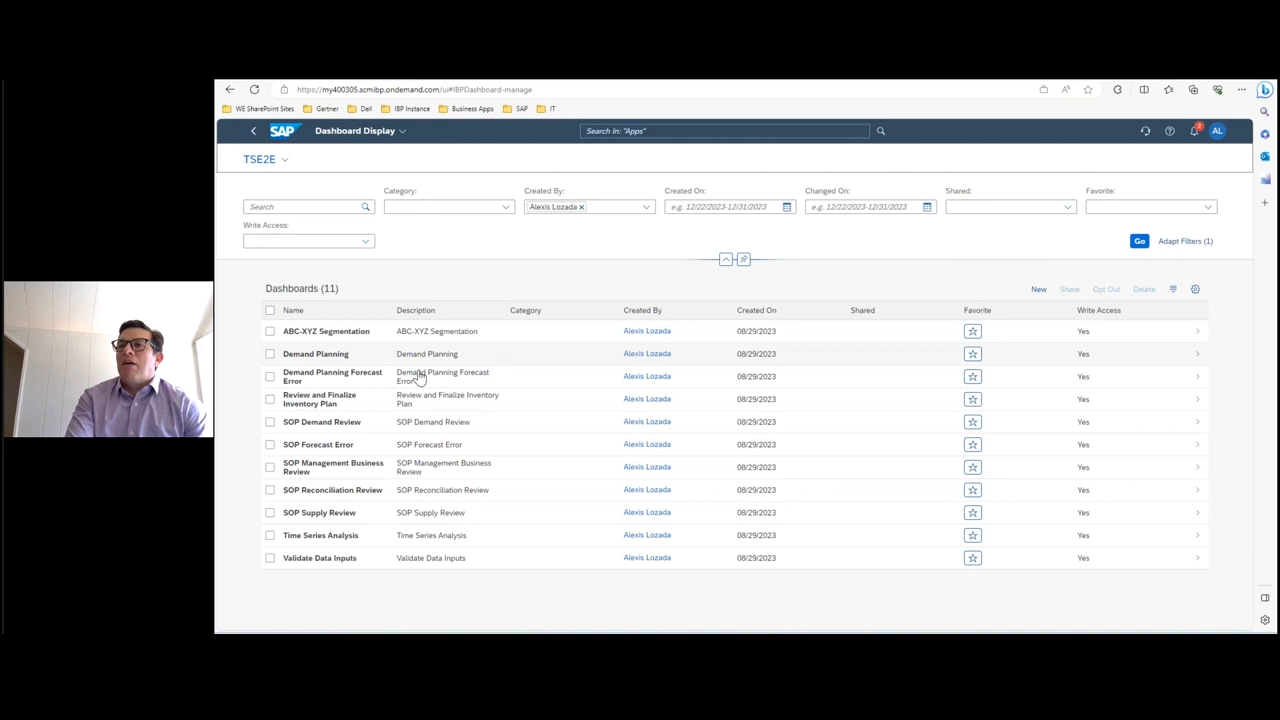 https://my400305.scmibp.ondemand.com/ui#IBPDashboard-manage
WE SharePoint Sites Gartner Dell IBP Instance Business Apps SAP IT
SAP Dashboard Display Search In: "Apps" 2 AL
TSE2E
Category: Created By: Created On: Changed On: Shared: Favorite:
Search Alexis Lozada e.g. 12/22/2023-12/31/2023 e.g. 12/22/2023-12/31/2023
Write Access:
Go Adapt Filters (1)
Dashboards (11) New Share Opt Out Delete
Name Description Category Created By Created On Shared Favorite Write Access
ABC-XYZ Segmentation ABC-XYZ Segmentation Alexis Lozada 08/29/2023 Yes
Demand Planning Demand Planning Alexis Lozada 08/29/2023 Yes
Demand Planning Forecast Demand Planning Forecast Alexis Lozada 08/29/2023 Yes
Error Error
Review and Finalize Review and Finalize Inventory Alexis Lozada 08/29/2023 Yes
Inventory Plan Plan
SOP Demand Review SOP Demand Review Alexis Lozada 08/29/2023 Yes
SOP Forecast Error SOP Forecast Error Alexis Lozada 08/29/2023 Yes
SOP Management Business SOP Management Business Alexis Lozada 08/29/2023 Yes
Review Review
SOP Reconciliation Review SOP Reconciliation Review Alexis Lozada 08/29/2023 Yes
SOP Supply Review SOP Supply Review Alexis Lozada 08/29/2023 Yes
Time Series Analysis Time Series Analysis Alexis Lozada 08/29/2023 Yes
Validate Data Inputs Validate Data Inputs Alexis Lozada 08/29/2023 Yes